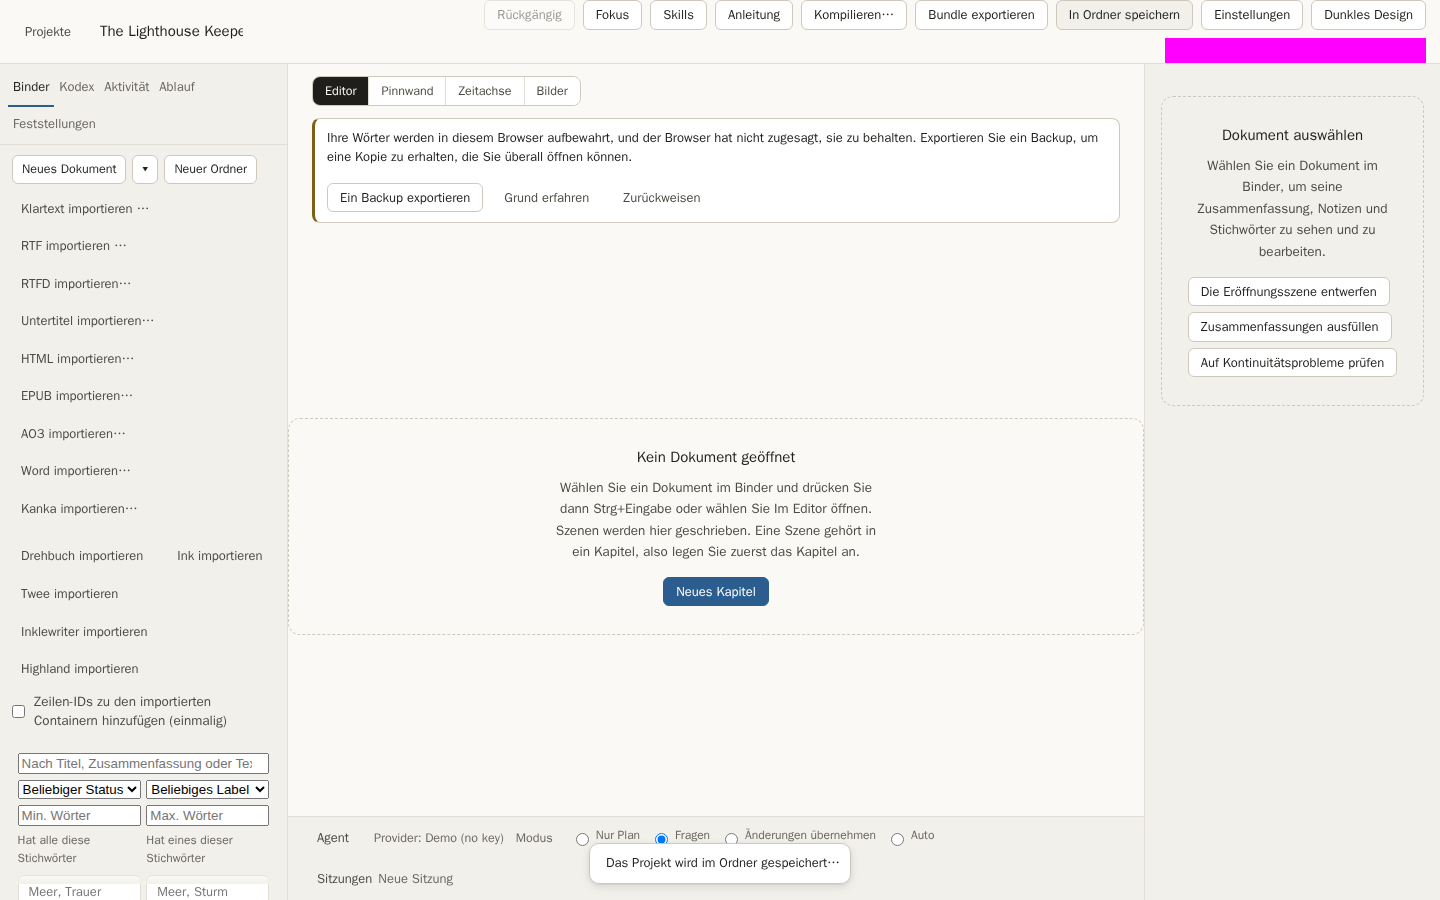 Projekte
The Lighthouse Keepe
Rückgängig
Fokus
Skills
Anleitung
Kompilieren…
Bundle exportieren
In Ordner speichern
Einstellungen
Dunkles Design
Binder
Kodex
Aktivität
Ablauf
Feststellungen
Neues Dokument
Neuer Ordner
Klartext importieren …
RTF importieren …
RTFD importieren…
Untertitel importieren…
HTML importieren…
EPUB importieren…
AO3 importieren…
Word importieren…
Kanka importieren…
Drehbuch importieren
Ink importieren
Twee importieren
Inklewriter importieren
Highland importieren
Zeilen-IDs zu den importierten
Containern hinzufügen (einmalig)
Nach Titel, Zusammenfassung oder Tex
Beliebiger Status
Beliebiges Label
Min. Wörter
Max. Wörter
Hat alle diese
Stichwörter
Hat eines dieser
Stichwörter
Meer, Trauer
Meer, Sturm
Editor
Pinnwand
Zeitachse
Bilder
Ihre Wörter werden in diesem Browser aufbewahrt, und der Browser hat nicht zugesagt, sie zu behalten. Exportieren Sie ein Backup, um
eine Kopie zu erhalten, die Sie überall öffnen können.
Ein Backup exportieren
Grund erfahren
Zurückweisen
Kein Dokument geöffnet
Wählen Sie ein Dokument im Binder und drücken Sie
dann Strg+Eingabe oder wählen Sie Im Editor öffnen.
Szenen werden hier geschrieben. Eine Szene gehört in
ein Kapitel, also legen Sie zuerst das Kapitel an.
Neues Kapitel
Agent
Provider: Demo (no key)
Modus
Nur Plan
Fragen
Änderungen übernehmen
Auto
Das Projekt wird im Ordner gespeichert…
Sitzungen
Neue Sitzung
Dokument auswählen
Wählen Sie ein Dokument im
Binder, um seine
Zusammenfassung, Notizen und
Stichwörter zu sehen und zu
bearbeiten.
Die Eröffnungsszene entwerfen
Zusammenfassungen ausfüllen
Auf Kontinuitätsprobleme prüfen